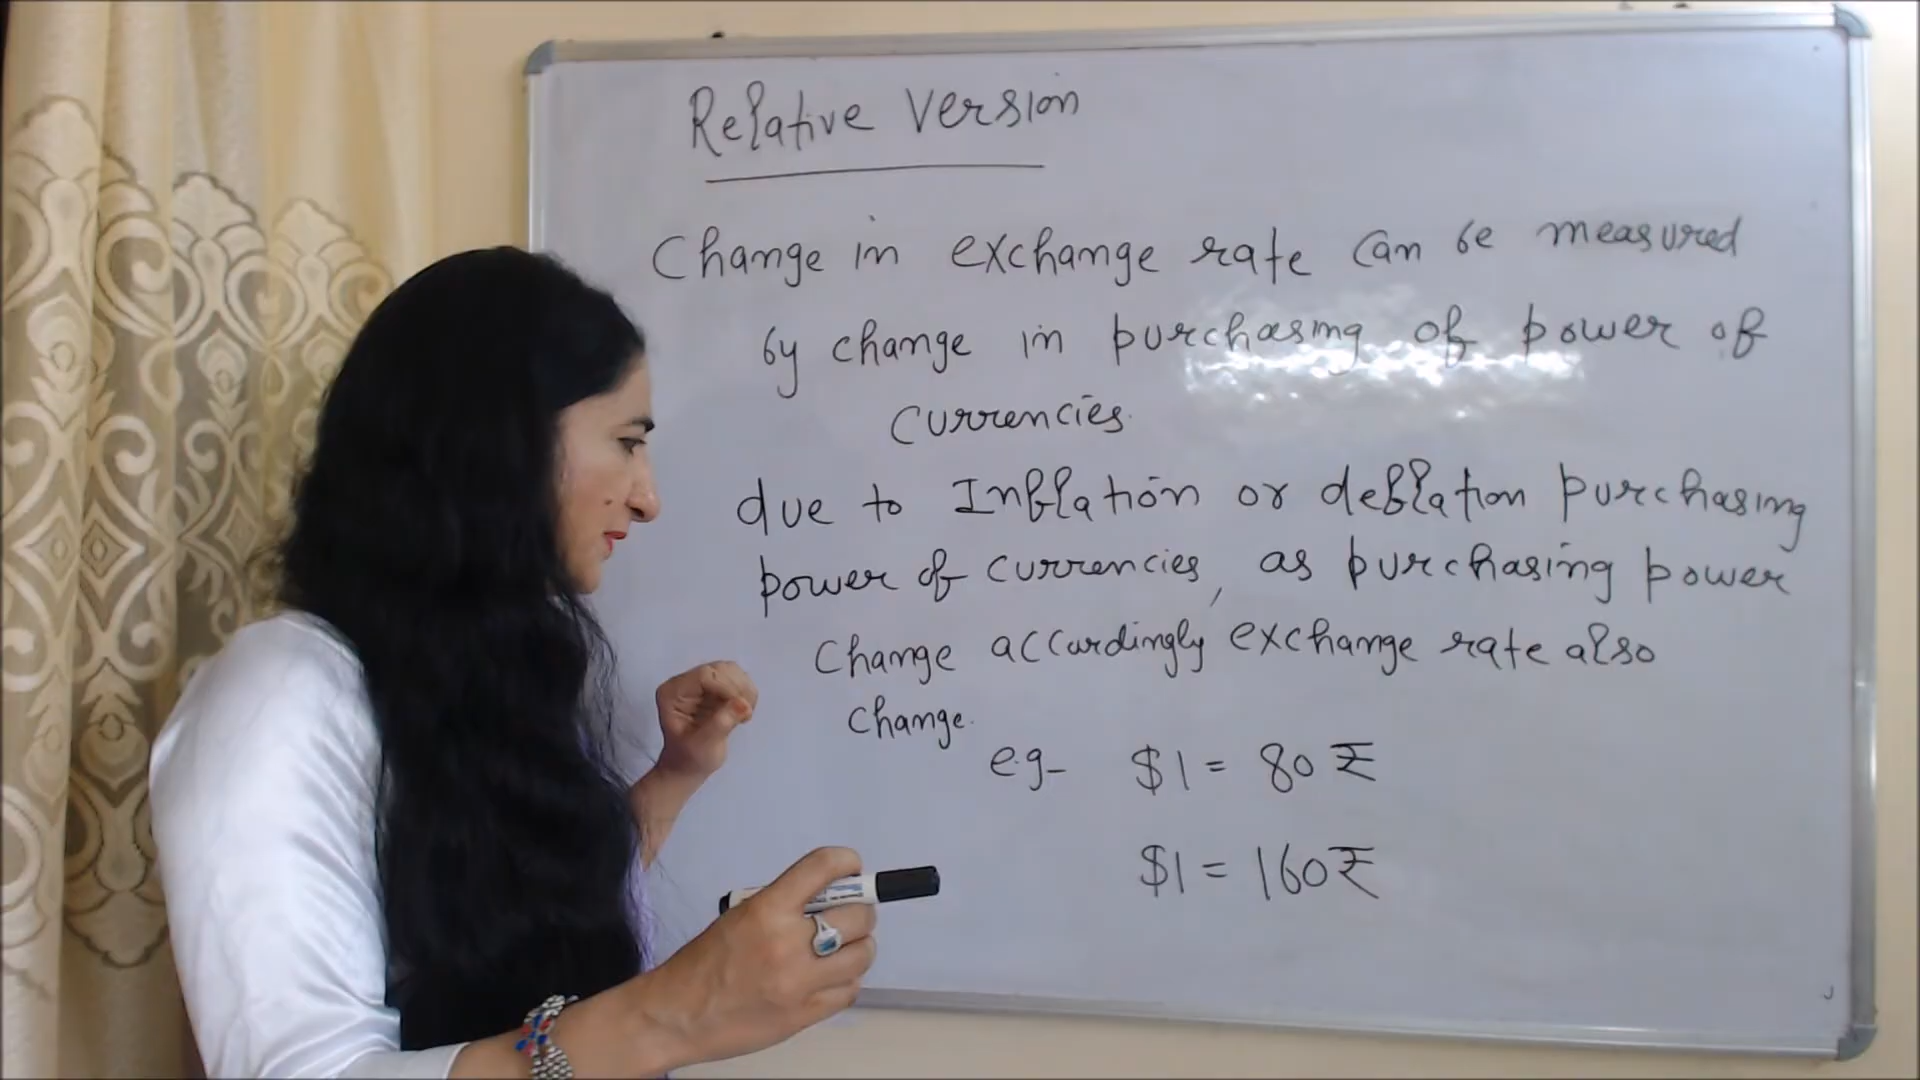 Relative Version
Change in exchange rate can be measured
by change in purchasing of power of
currencies.
due to Inflation or deflation purchasing
power of currencies, as purchasing power
change accordingly exchange rate also
change.
e.g- $1 = 80 ₹
$1 = 160₹